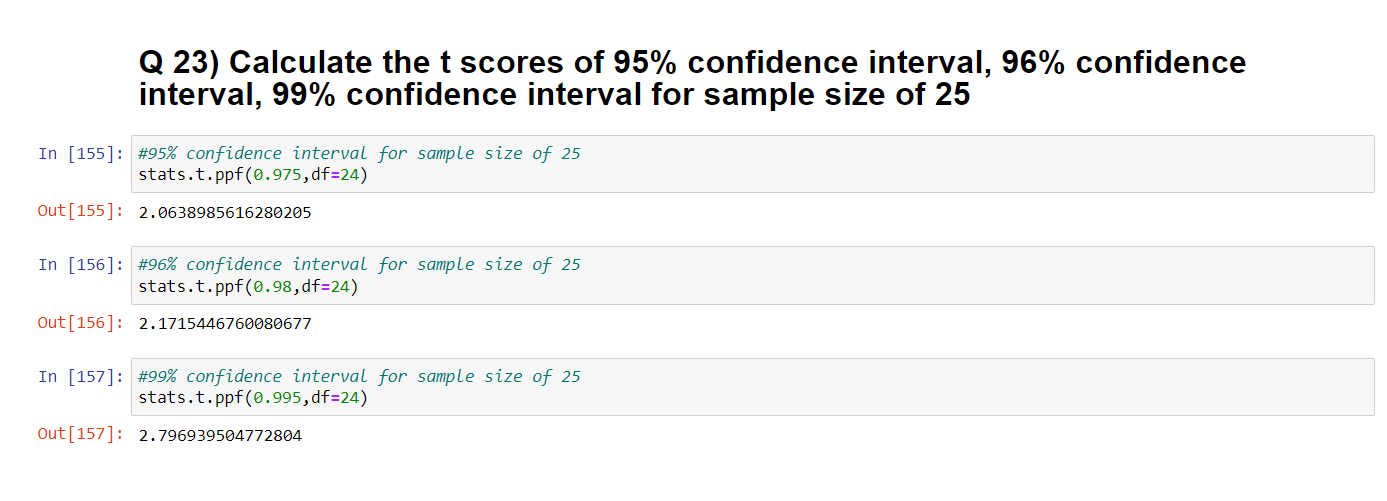 Q 23) Calculate the t scores of 95% confidence interval, 96% confidence
interval, 99% confidence interval for sample size of 25
In [155]: #95% confidence interval for sample size of 25
stats.t.ppf(0.975,df=24)
Out[155]: 2.0638985616280205
In [156]: #96% confidence interval for sample size of 25
stats.t.ppf(0.98,df=24)
Out[156]: 2.1715446760080677
In [157]: #99% confidence interval for sample size of 25
stats.t.ppf(0.995,df=24)
Out[157]: 2.796939504772804